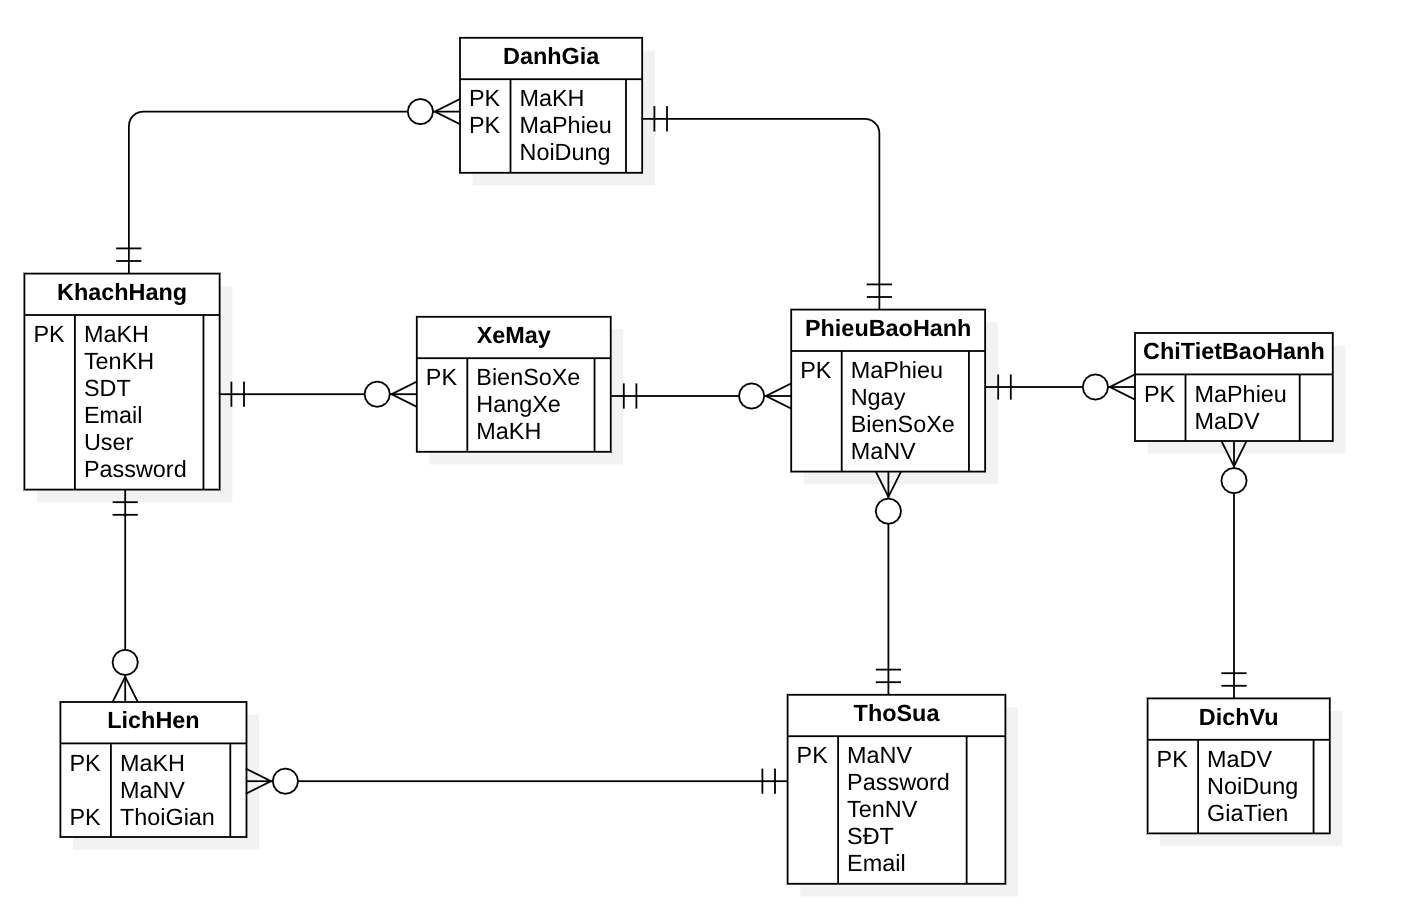 DanhGia
PK MaKH
PK MaPhieu
NoiDung
KhachHang
PK MaKH
TenKH
SDT
Email
User
Password
XeMay
PK BienSoXe
HangXe
MaKH
PhieuBaoHanh
PK MaPhieu
Ngay
BienSoXe
MaNV
ChiTietBaoHanh
PK MaPhieu
MaDV
LichHen
PK MaKH
MaNV
PK ThoiGian
ThoSua
PK MaNV
Password
TenNV
SĐT
Email
DichVu
PK MaDV
NoiDung
GiaTien